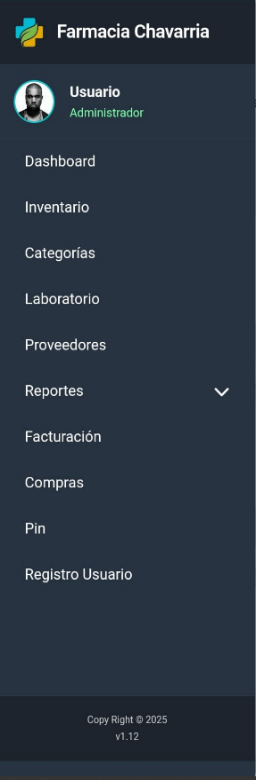 Farmacia Chavarria
Usuario
Administrador
Dashboard
Inventario
Categorías
Laboratorio
Proveedores
Reportes
Facturación
Compras
Pin
Registro Usuario
Copy Right © 2025
v1.12